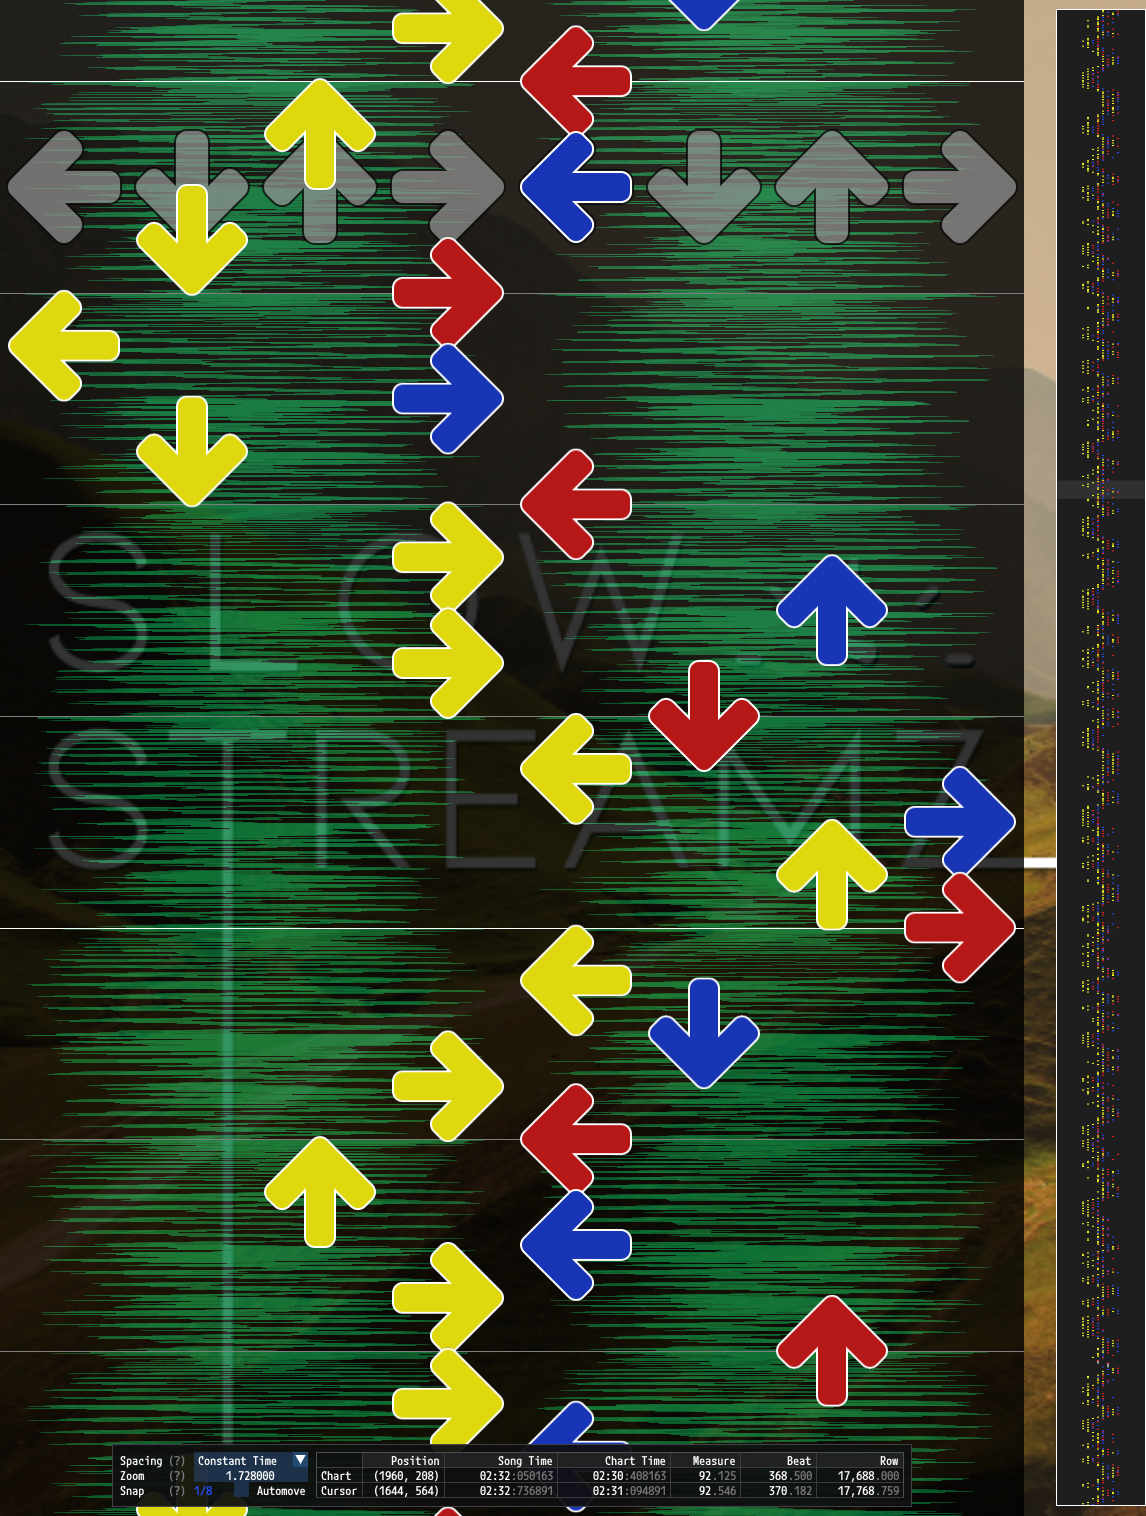 SLOW...
STREAMZ
Spacing (?) Constant Time
Zoom (?) 1.728000
Snap (?) 1/8 Automove
Position Song Time Chart Time Measure Beat Row
Chart (1960, 208) 02:32:050163 02:30:408163 92.125 368.500 17,688.000
Cursor (1644, 564) 02:32:736891 02:31:094891 92.546 370.182 17,768.759